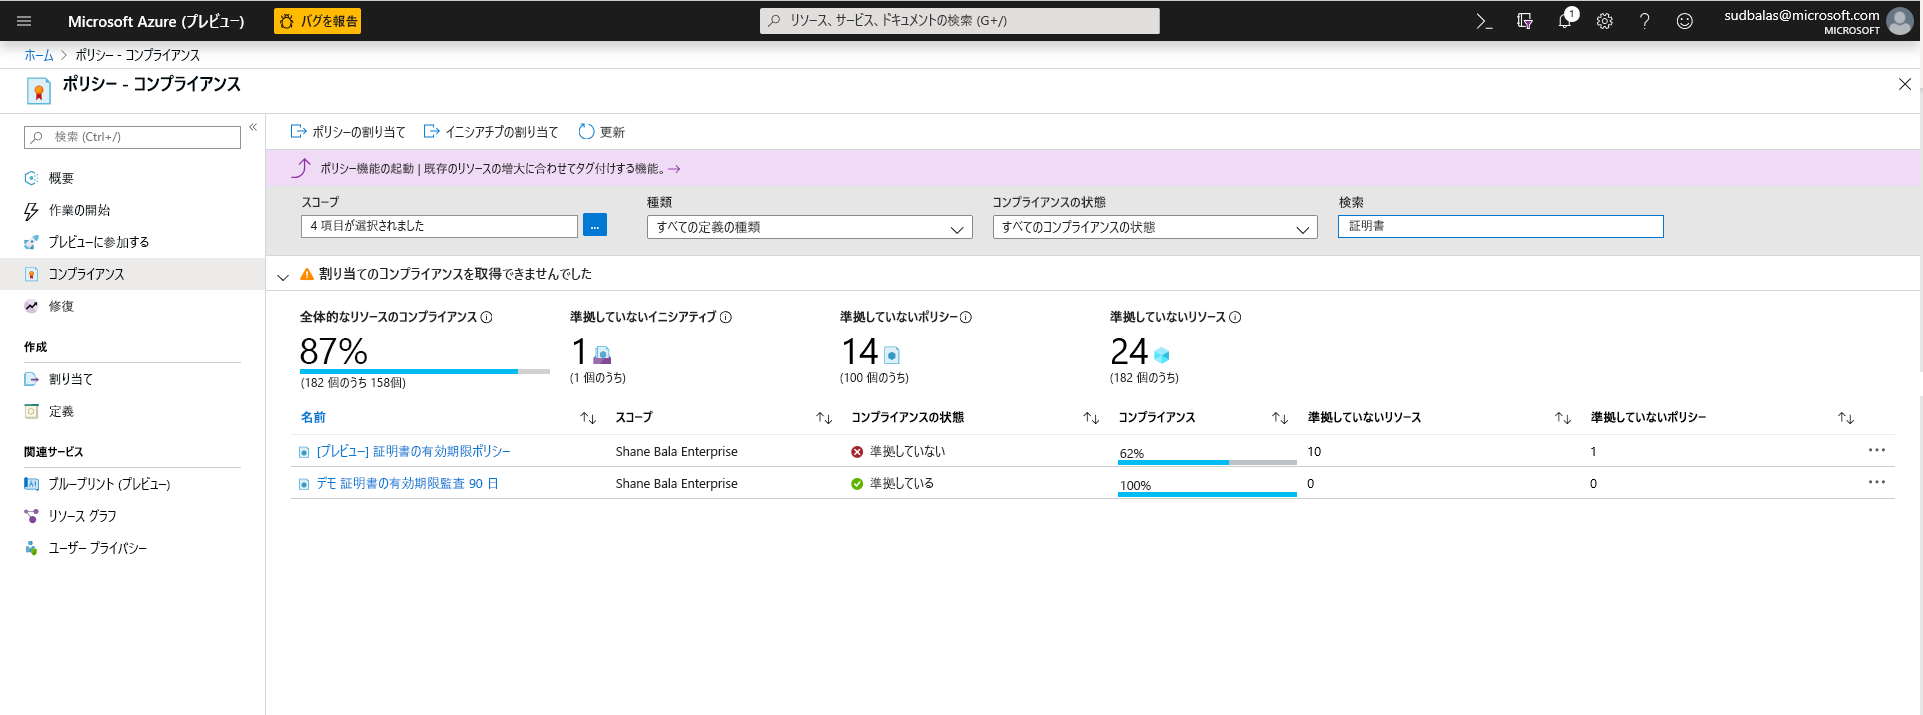 Microsoft Azure (プレビュー)
バグを報告
リソース、サービス、ドキュメントの検索 (G+/)
1
sudbalas@microsoft.com
MICROSOFT
ホーム > ポリシー - コンプライアンス
ポリシー - コンプライアンス
検索 (Ctrl+/)
概要
作業の開始
プレビューに参加する
コンプライアンス
修復
作成
割り当て
定義
関連サービス
ブループリント (プレビュー)
リソース グラフ
ユーザー プライバシー
ポリシーの割り当て
イニシアチブの割り当て
更新
ポリシー機能の起動 | 既存のリソースの増大に合わせてタグ付けする機能。→
スコープ
4 項目が選択されました
...
種類
すべての定義の種類
コンプライアンスの状態
すべてのコンプライアンスの状態
検索
証明書
割り当てのコンプライアンスを取得できませんでした
全体的なリソースのコンプライアンス
87%
(182 個のうち 158個)
準拠していないイニシアティブ
1
(1 個のうち)
準拠していないポリシー
14
(100 個のうち)
準拠していないリソース
24
(182 個のうち)
名前 スコープ コンプライアンスの状態 コンプライアンス 準拠していないリソース 準拠していないポリシー
[プレビュー] 証明書の有効期限ポリシー Shane Bala Enterprise 準拠していない 62% 10 1
デモ 証明書の有効期限監査 90 日 Shane Bala Enterprise 準拠している 100% 0 0